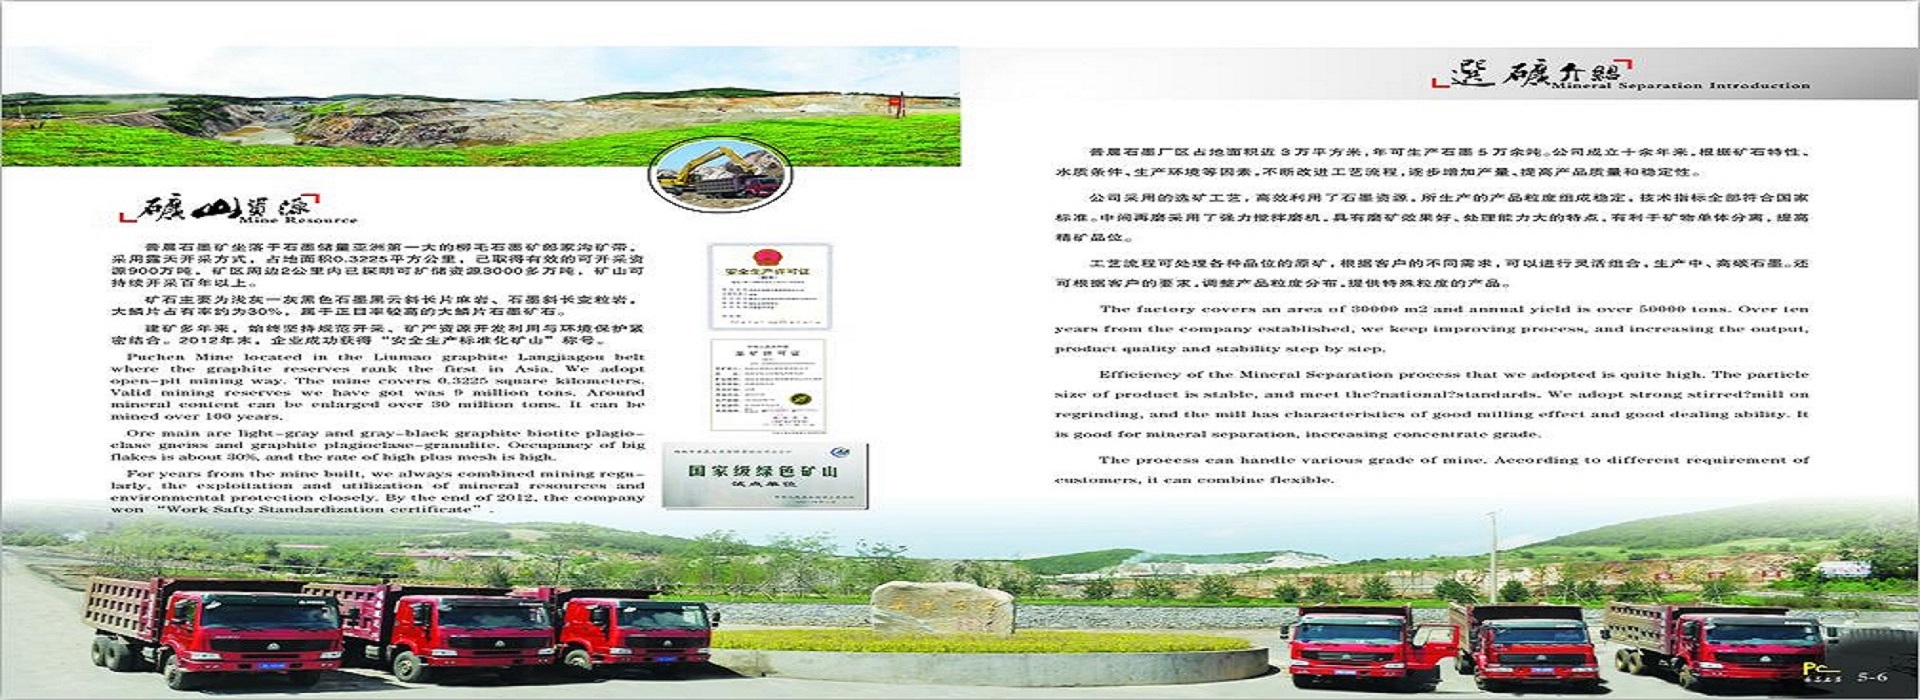 矿山资源
Mine Resource
普晨石墨矿坐落于石墨储量亚洲第一大的柳毛石墨矿郎家沟矿带,
采用露天开采方式, 占地面积0.3225平方公里, 已取得有效的可开采资
源900万吨, 矿区周边2公里内已探明可扩储资源3000多万吨, 矿山可
持续开采百年以上。
矿石主要为浅灰—灰黑色石墨黑云斜长片麻岩、石墨斜长变粒岩,
大鳞片占有率约为30%, 属于正目率较高的大鳞片石墨矿石。
建矿多年来, 始终坚持规范开采、矿产资源开发利用与环境保护紧
密结合。2012年末, 企业成功获得“安全生产标准化矿山”称号。
Puchen Mine located in the Liumao graphite Langjiagou belt
where the graphite reserves rank the first in Asia. We adopt
open-pit mining way. The mine covers 0.3225 square kilometers.
Valid mining reserves we have got was 9 million tons. Around
mineral content can be enlarged over 30 million tons. It can be
mined over 100 years.
Ore main are light-gray and gray-black graphite biotite plagio-
clase gneiss and graphite plagioclase-granulite. Occupancy of big
flakes is about 30%, and the rate of high plus mesh is high.
For years from the mine built, we always combined mining regu-
larly, the exploitation and utilization of mineral resources and
environmental protection closely. By the end of 2012, the company
won “Work Safty Standardization certificate”.
安全生产许可证
采矿许可证
国家级绿色矿山
试点单位
選礦介紹
Mineral Separation Introduction
普晨石墨厂区占地面积近3万平方米,年可生产石墨5万余吨。公司成立十余年来,根据矿石特性、
水质条件、生产环境等因素,不断改进工艺流程,逐步增加产量、提高产品质量和稳定性。
公司采用的选矿工艺, 高效利用了石墨资源, 所生产的产品粒度组成稳定, 技术指标全部符合国家
标准。中间再磨采用了强力搅拌磨机,具有磨矿效果好、处理能力大的特点,有利于矿物单体分离,提高
精矿品位。
工艺流程可处理各种品位的原矿,根据客户的不同需求,可以进行灵活组合,生产中、高碳石墨。还
可根据客户的要求,调整产品粒度分布,提供特殊粒度的产品。
The factory covers an area of 30000 m2 and annual yield is over 50000 tons. Over ten
years from the company established, we keep improving process, and increasing the output,
product quality and stability step by step.
Efficiency of the Mineral Separation process that we adopted is quite high. The particle
size of product is stable, and meet the?national?standards. We adopt strong stirred?mill on
regrinding, and the mill has characteristics of good milling effect and good dealing ability. It
is good for mineral separation, increasing concentrate grade.
The process can handle various grade of mine. According to different requirement of
customers, it can combine flexible.
5-6